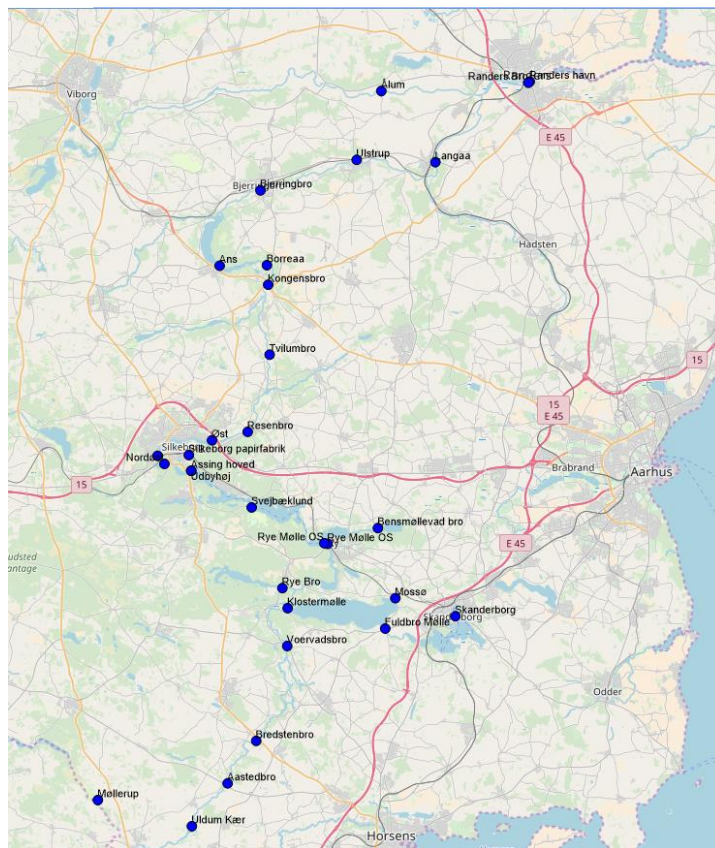 Randers Bro
Randers havn
Ålum
Viborg
E 45
Ulstrup
Langaa
Bjerringbro
Hadsten
Ans
Borreaa
Kongensbro
Tvilumbro
15
15
E 45
Resenbro
Øst
Silkeborg papirfabrik
Assing hoved
Udbyhøj
Brabrand
Aarhus
15
Svejbæklund
Bensmøllevad bro
Rye Mølle OS
Rye Mølle OS
E 45
Rye Bro
Klostermølle
Mossø
Skanderborg
Fuldbro Mølle
Voervadsbro
Odder
Bredstenbro
Aastedbro
Møllerup
Uldum Kær
Horsens